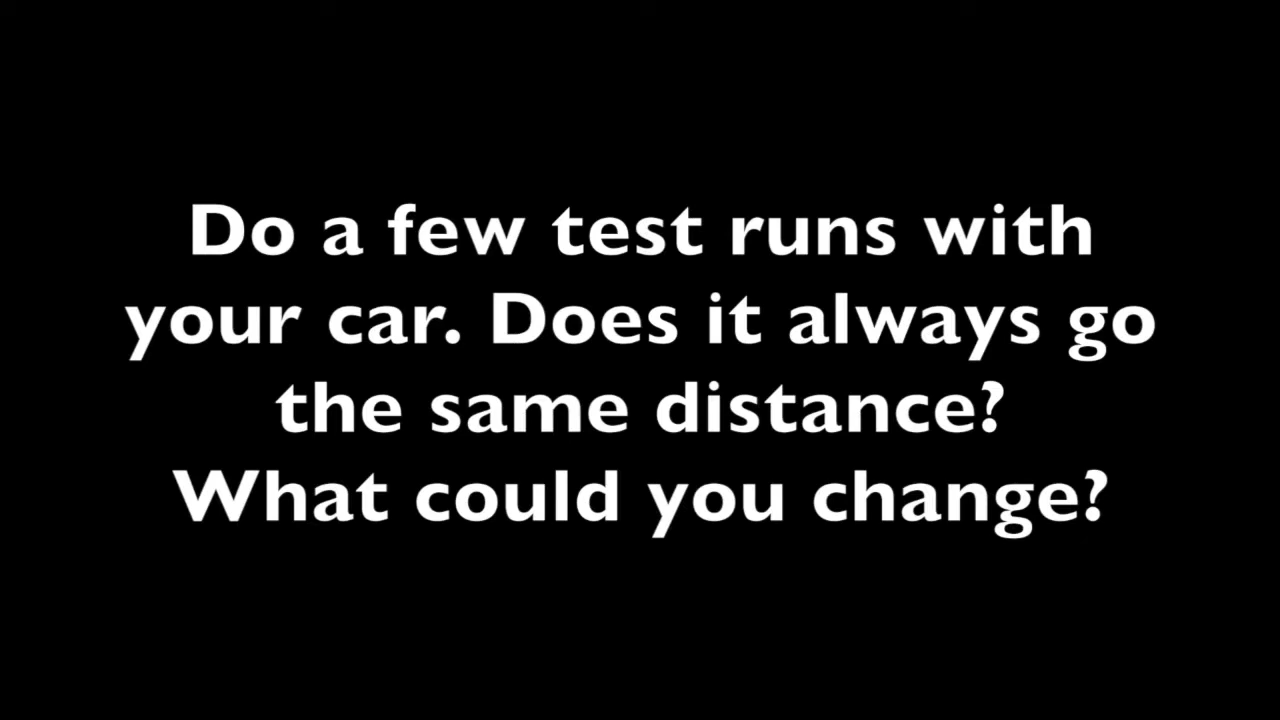 Do a few test runs with
your car. Does it always go
the same distance?
What could you change?